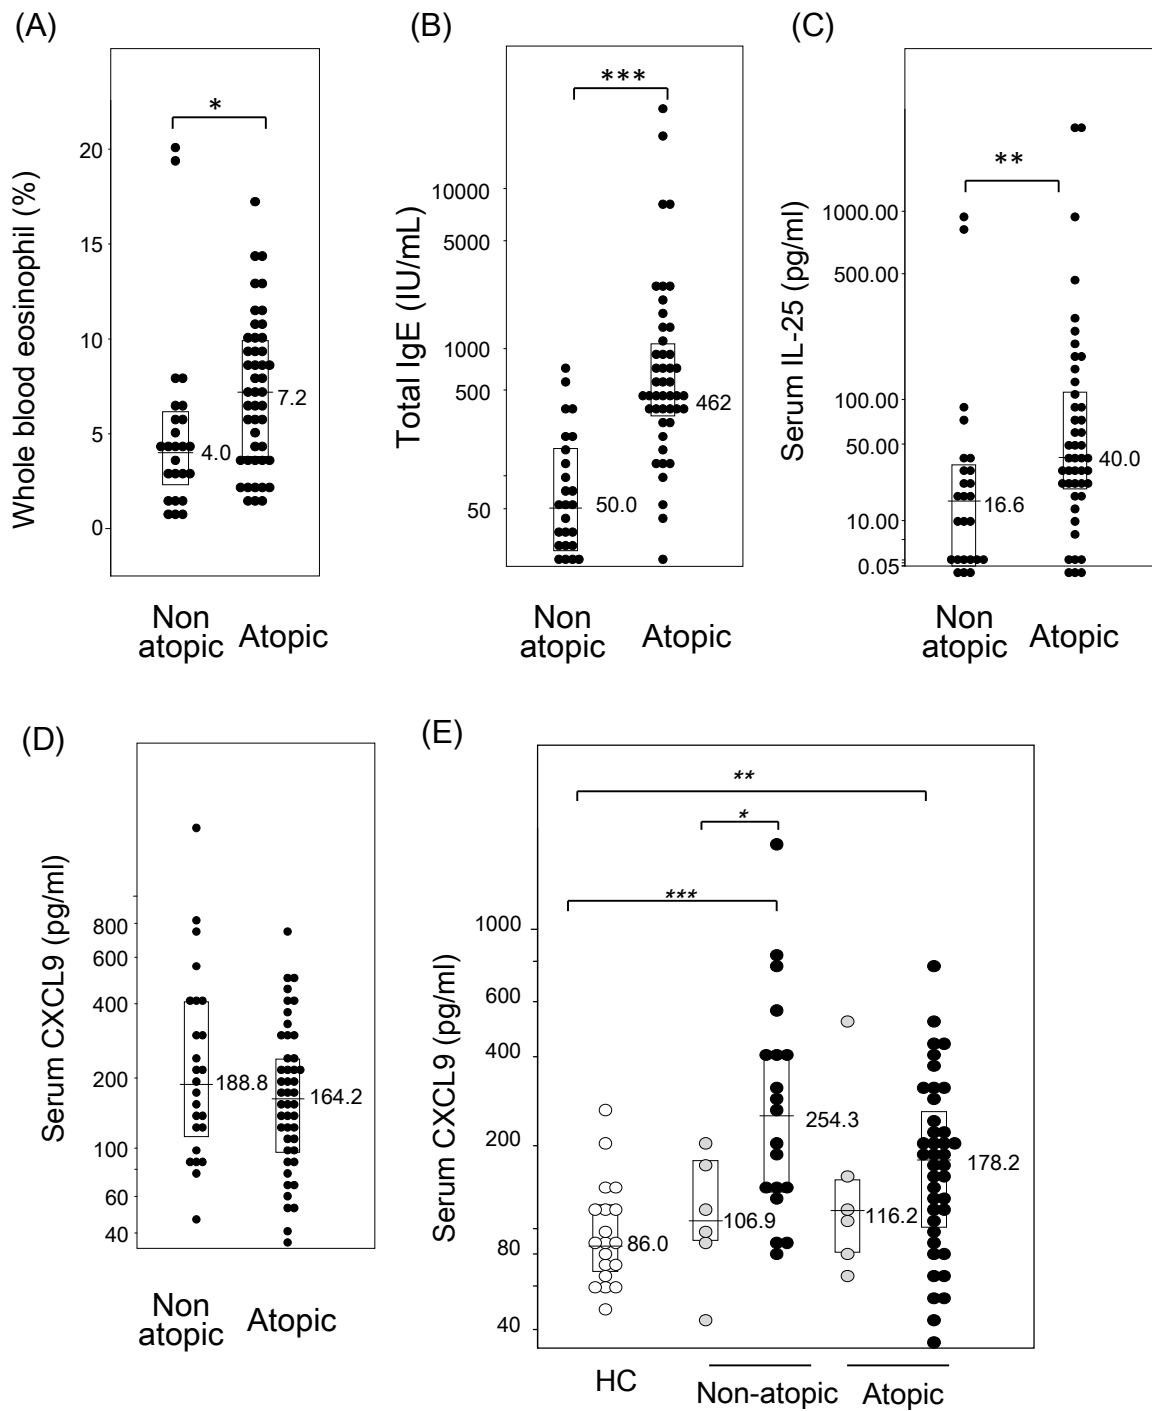 (A)
Whole blood eosinophil (%)
20
15
10
5
0
*
4.0
7.2
Non
atopic
Atopic
(B)
Total IgE (IU/mL)
10000
5000
1000
500
50
***
50.0
462
Non
atopic
Atopic
(C)
Serum IL-25 (pg/ml)
1000.00
500.00
100.00
50.00
10.00
0.05
**
16.6
40.0
Non
atopic
Atopic
(D)
Serum CXCL9 (pg/ml)
800
600
400
200
100
60
40
188.8
164.2
Non
atopic
Atopic
(E)
Serum CXCL9 (pg/ml)
1000
600
400
200
80
40
**
*
***
86.0
106.9
254.3
116.2
178.2
HC
Non-atopic
Atopic